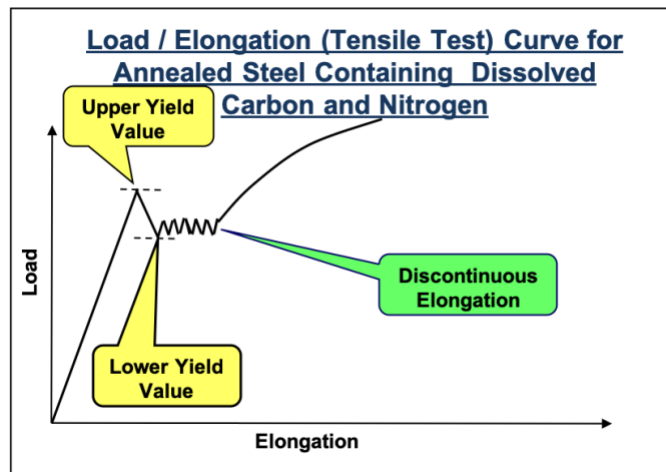 Load / Elongation (Tensile Test) Curve for
Annealed Steel Containing Dissolved
Carbon and Nitrogen
Upper Yield
Value
Load
Discontinuous
Elongation
Lower Yield
Value
Elongation